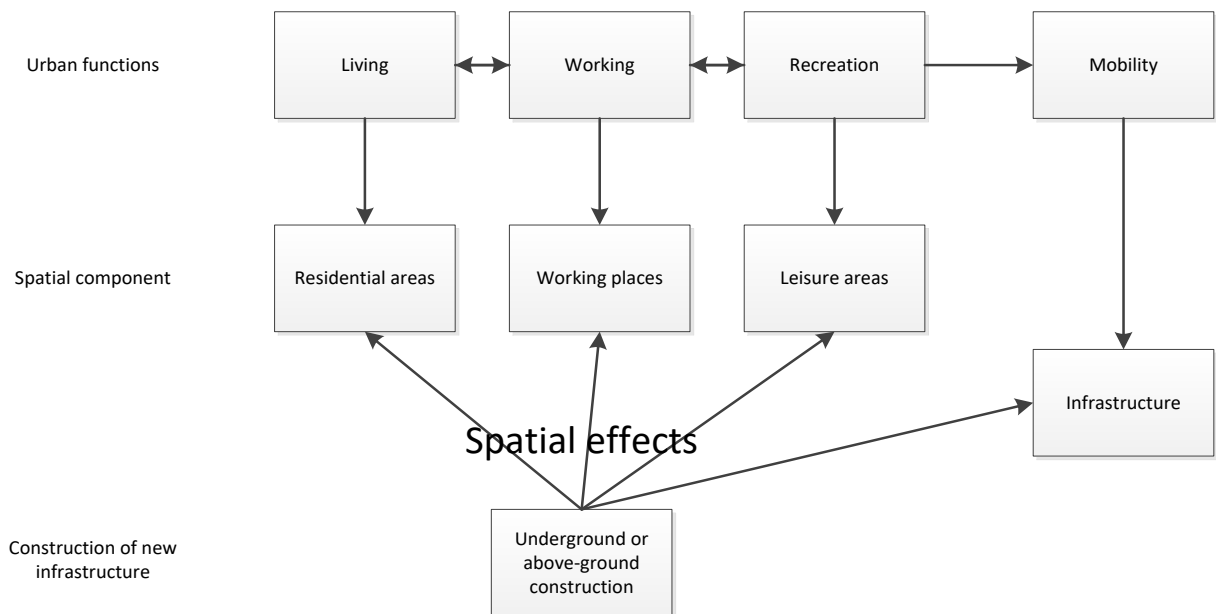 Urban functions
Living
Working
Recreation
Mobility
Spatial component
Residential areas
Working places
Leisure areas
Infrastructure
Spatial effects
Construction of new
infrastructure
Underground or
above-ground
construction